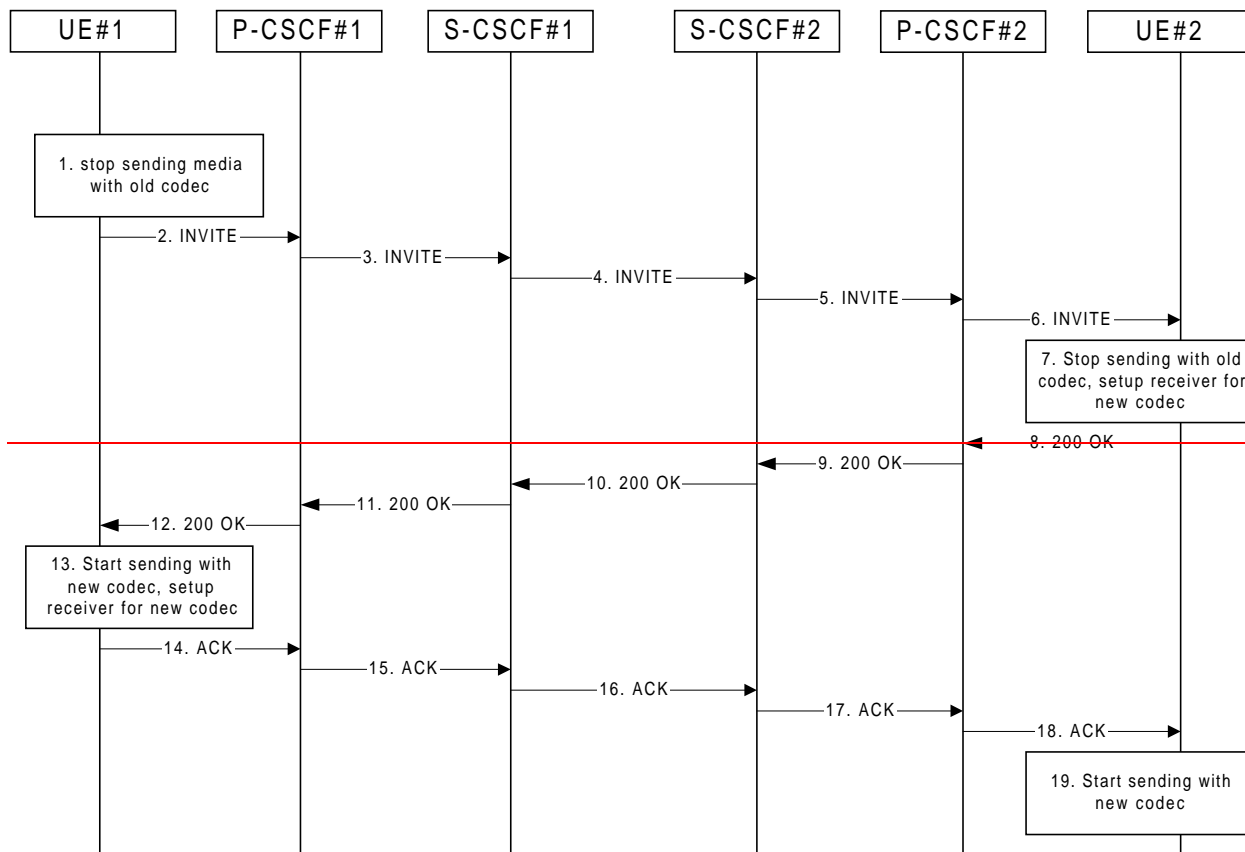 UE#1
P-CSCF#1
S-CSCF#1
S-CSCF#2
P-CSCF#2
UE#2
1. stop sending media
with old codec
2. INVITE
3. INVITE
4. INVITE
5. INVITE
6. INVITE
7. Stop sending with old
codec, setup receiver for
new codec
8. 200 OK
9. 200 OK
10. 200 OK
11. 200 OK
12. 200 OK
13. Start sending with
new codec, setup
receiver for new codec
14. ACK
15. ACK
16. ACK
17. ACK
18. ACK
19. Start sending with
new codec